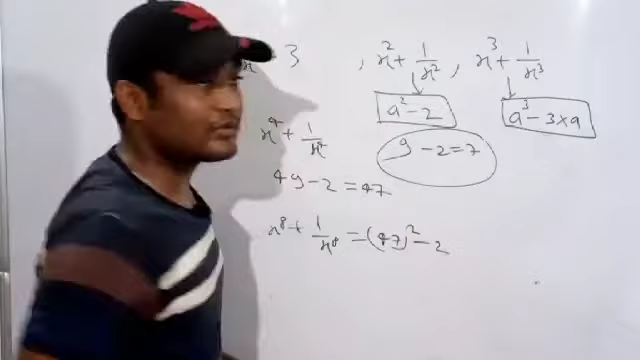 x 3 , x² + 1/x² , x³ + 1/x³
a² - 2
a³ - 3×a
9 - 2 = 7
x⁴ + 1/x⁴
49 - 2 = 47
x⁸ + 1/x⁸ = (47)² - 2